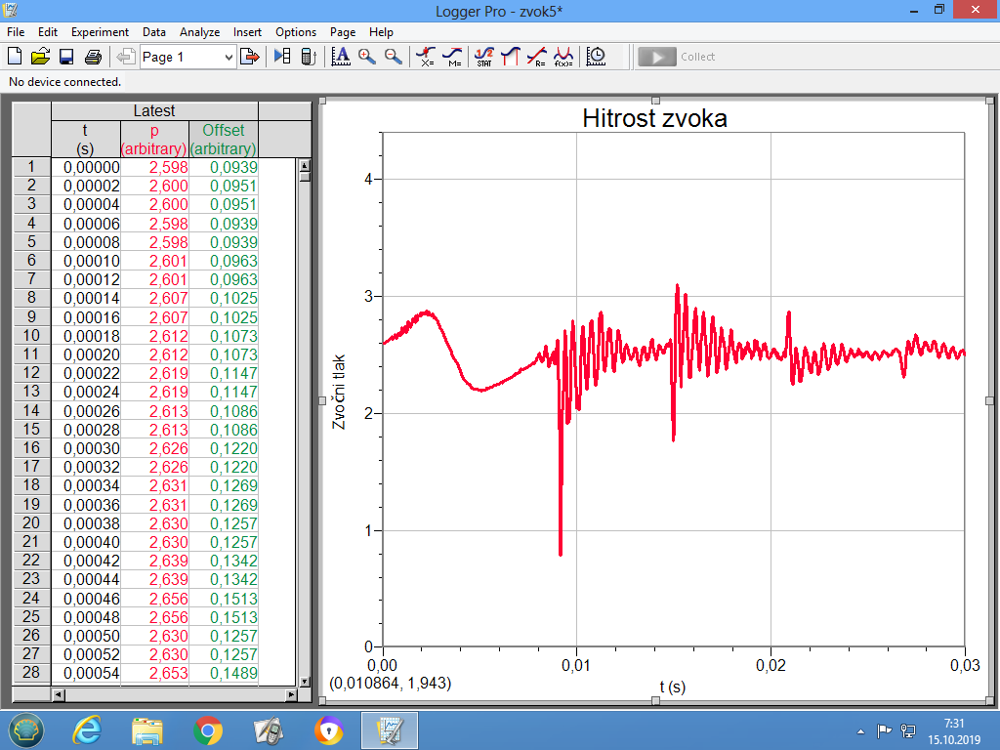 Logger Pro - zvok5*
File Edit Experiment Data Analyze Insert Options Page Help
Page 1 Collect
No device connected.
Latest
t p Offset
(s) (arbitrary) (arbitrary)
1 0,00000 2,598 0,0939
2 0,00002 2,600 0,0951
3 0,00004 2,600 0,0951
4 0,00006 2,598 0,0939
5 0,00008 2,598 0,0939
6 0,00010 2,601 0,0963
7 0,00012 2,601 0,0963
8 0,00014 2,607 0,1025
9 0,00016 2,607 0,1025
10 0,00018 2,612 0,1073
11 0,00020 2,612 0,1073
12 0,00022 2,619 0,1147
13 0,00024 2,619 0,1147
14 0,00026 2,613 0,1086
15 0,00028 2,613 0,1086
16 0,00030 2,626 0,1220
17 0,00032 2,626 0,1220
18 0,00034 2,631 0,1269
19 0,00036 2,631 0,1269
20 0,00038 2,630 0,1257
21 0,00040 2,630 0,1257
22 0,00042 2,639 0,1342
23 0,00044 2,639 0,1342
24 0,00046 2,656 0,1513
25 0,00048 2,656 0,1513
26 0,00050 2,630 0,1257
27 0,00052 2,630 0,1257
28 0,00054 2,653 0,1489
Hitrost zvoka
4
3
2
1
0
Zvočni tlak
0,00 0,01 0,02 0,03
(0,010864, 1,943)
t (s)
7:31
15.10.2019